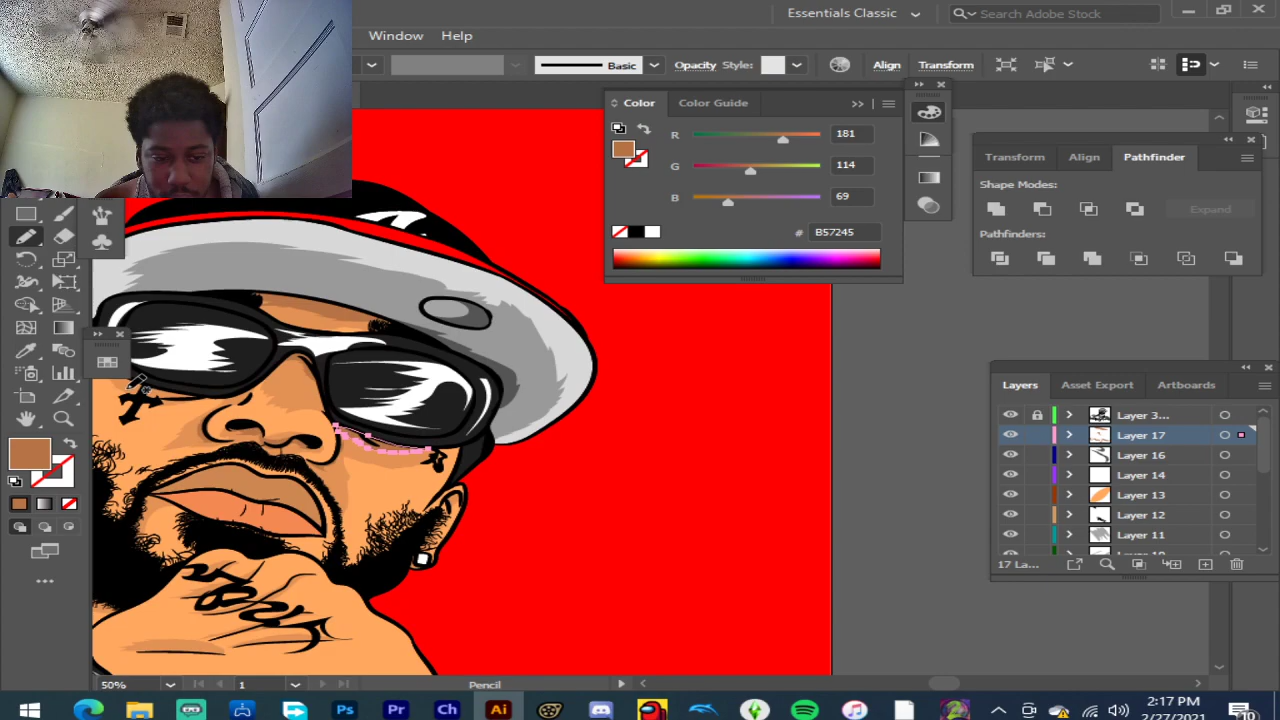 Essentials Classic
Search Adobe Stock
Window Help
Basic
Opacity Style:
Align
Transform
Color
Color Guide
R 181
G 114
B 69
# B57245
Transform
Align
Pathfinder
Shape Modes:
Expand
Pathfinders:
Layers
Asset Export
Artboards
Layer 3...
Layer 17
Layer 16
Layer 14
Layer 13
Layer 12
Layer 11
17 La...
50%
1
Pencil
Ps
Pr
Ch
Ai
2:17 PM
2/27/2021